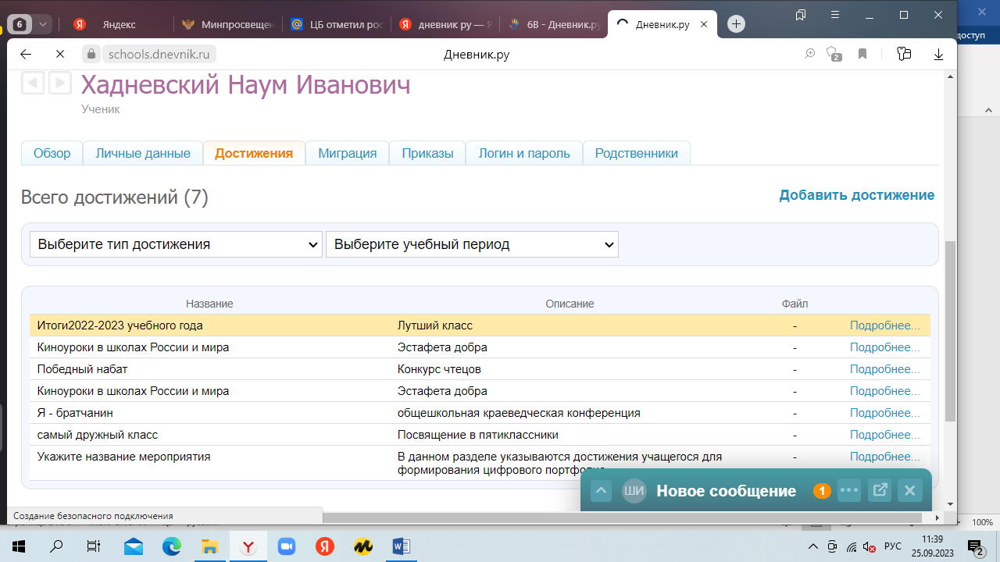 6
Яндекс
Минпросвещен
ЦБ отметил рос
дневник ру — Я
6В - Дневник.ру
Дневник.ру
доступ
schools.dnevnik.ru
Дневник.ру
2
Хадневский Наум Иванович
Ученик
Обзор
Личные данные
Достижения
Миграция
Приказы
Логин и пароль
Родственники
Всего достижений (7)
Добавить достижение
Выберите тип достижения
Выберите учебный период
Название Описание Файл
Итоги2022-2023 учебного года Лутший класс - Подробнее...
Киноуроки в школах России и мира Эстафета добра - Подробнее...
Победный набат Конкурс чтецов - Подробнее...
Киноуроки в школах России и мира Эстафета добра - Подробнее...
Я - братчанин общешкольная краеведческая конференция - Подробнее...
самый дружный класс Посвящение в пятиклассники - Подробнее...
Укажите название мероприятия В данном разделе указываются достижения учащегося для - Подробнее...
формирования цифрового
ШИ Новое сообщение 1
Создание безопасного подключения
100%
РУС
11:39
25.09.2023
2